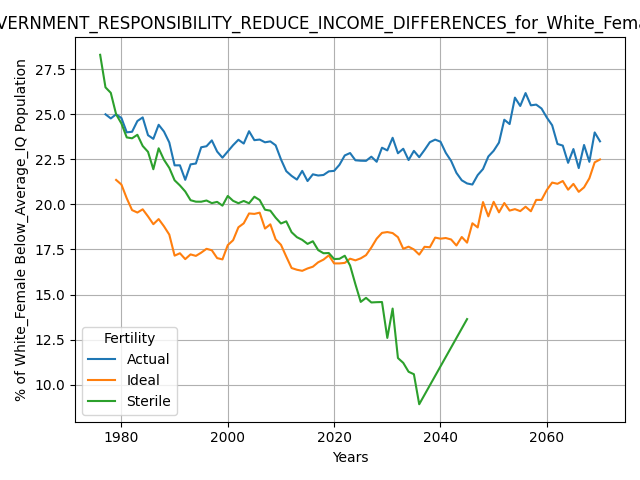 VERNMENT_RESPONSIBILITY_REDUCE_INCOME_DIFFERENCES_for_White_Fema
% of White_Female Below_Average_IQ Population
27.5
25.0
22.5
20.0
17.5
15.0
12.5
10.0
Fertility
Actual
Ideal
Sterile
1980
2000
2020
2040
2060
Years